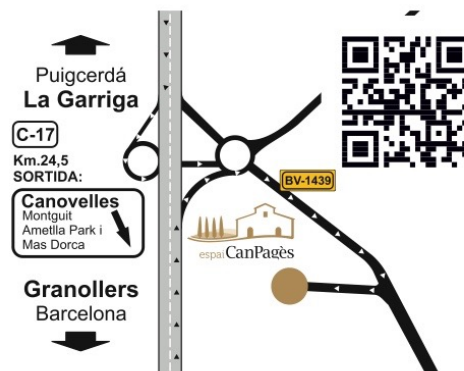 Puigcerdá
La Garriga
C-17
Km.24,5
SORTIDA:
Canovelles
Montguit
Ametlla Park i
Mas Dorca
Granollers
Barcelona
BV-1439
espai CanPagès